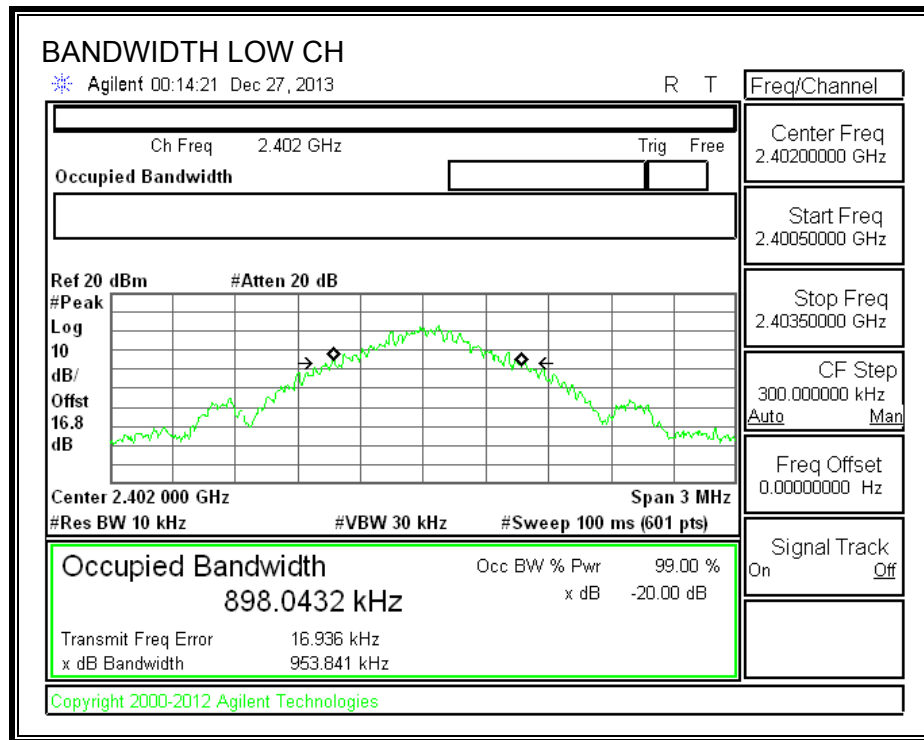 BANDWIDTH LOW CH
Agilent 00:14:21 Dec 27, 2013 R T
Ch Freq 2.402 GHz Trig Free
Occupied Bandwidth
Ref 20 dBm #Atten 20 dB
#Peak
Log
10
dB/
Offst
16.8
dB
Center 2.402 000 GHz Span 3 MHz
#Res BW 10 kHz #VBW 30 kHz #Sweep 100 ms (601 pts)
Occupied Bandwidth Occ BW % Pwr 99.00 %
898.0432 kHz x dB -20.00 dB
Transmit Freq Error 16.936 kHz
x dB Bandwidth 953.841 kHz
Copyright 2000-2012 Agilent Technologies
Freq/Channel
Center Freq
2.40200000 GHz
Start Freq
2.40050000 GHz
Stop Freq
2.40350000 GHz
CF Step
300.000000 kHz
Auto Man
Freq Offset
0.00000000 Hz
Signal Track
On Off